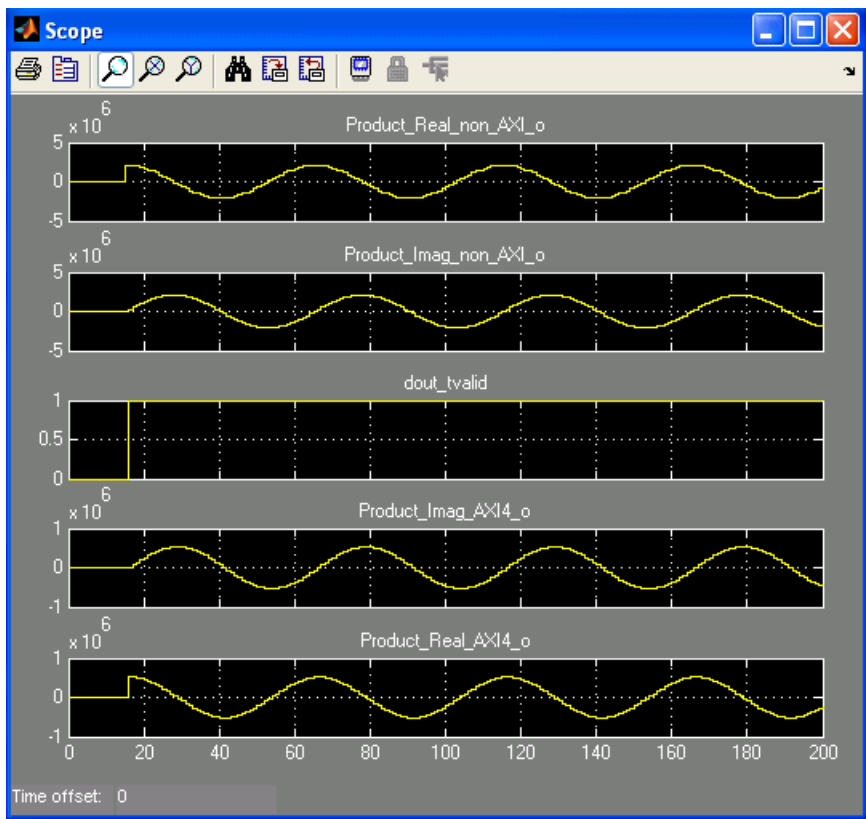 Scope
x 10^6
Product_Real_non_AXI_o
5
0
-5
x 10^6
Product_Imag_non_AXI_o
5
0
-5
dout_tvalid
1
0.5
0
x 10^6
Product_Imag_AXI4_o
1
0
-1
x 10^6
Product_Real_AXI4_o
1
0
-1
0 20 40 60 80 100 120 140 160 180 200
Time offset: 0